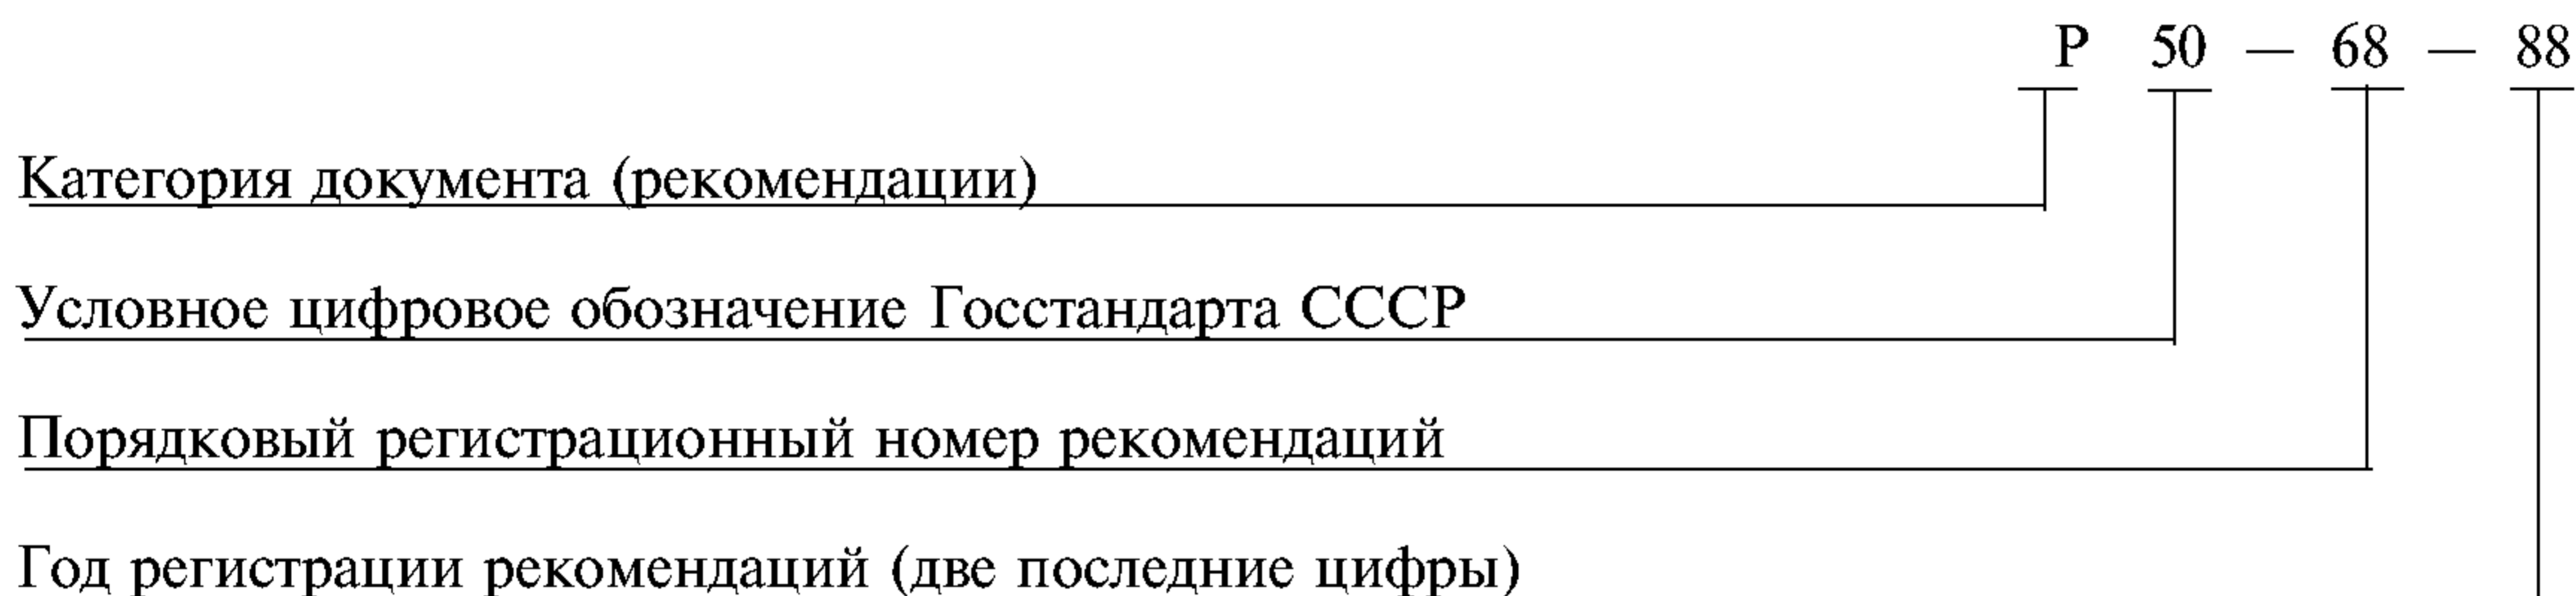 Р 50 — 68 — 88
Категория документа (рекомендации)
Условное цифровое обозначение Госстандарта СССР
Порядковый регистрационный номер рекомендаций
Год регистрации рекомендаций (две последние цифры)